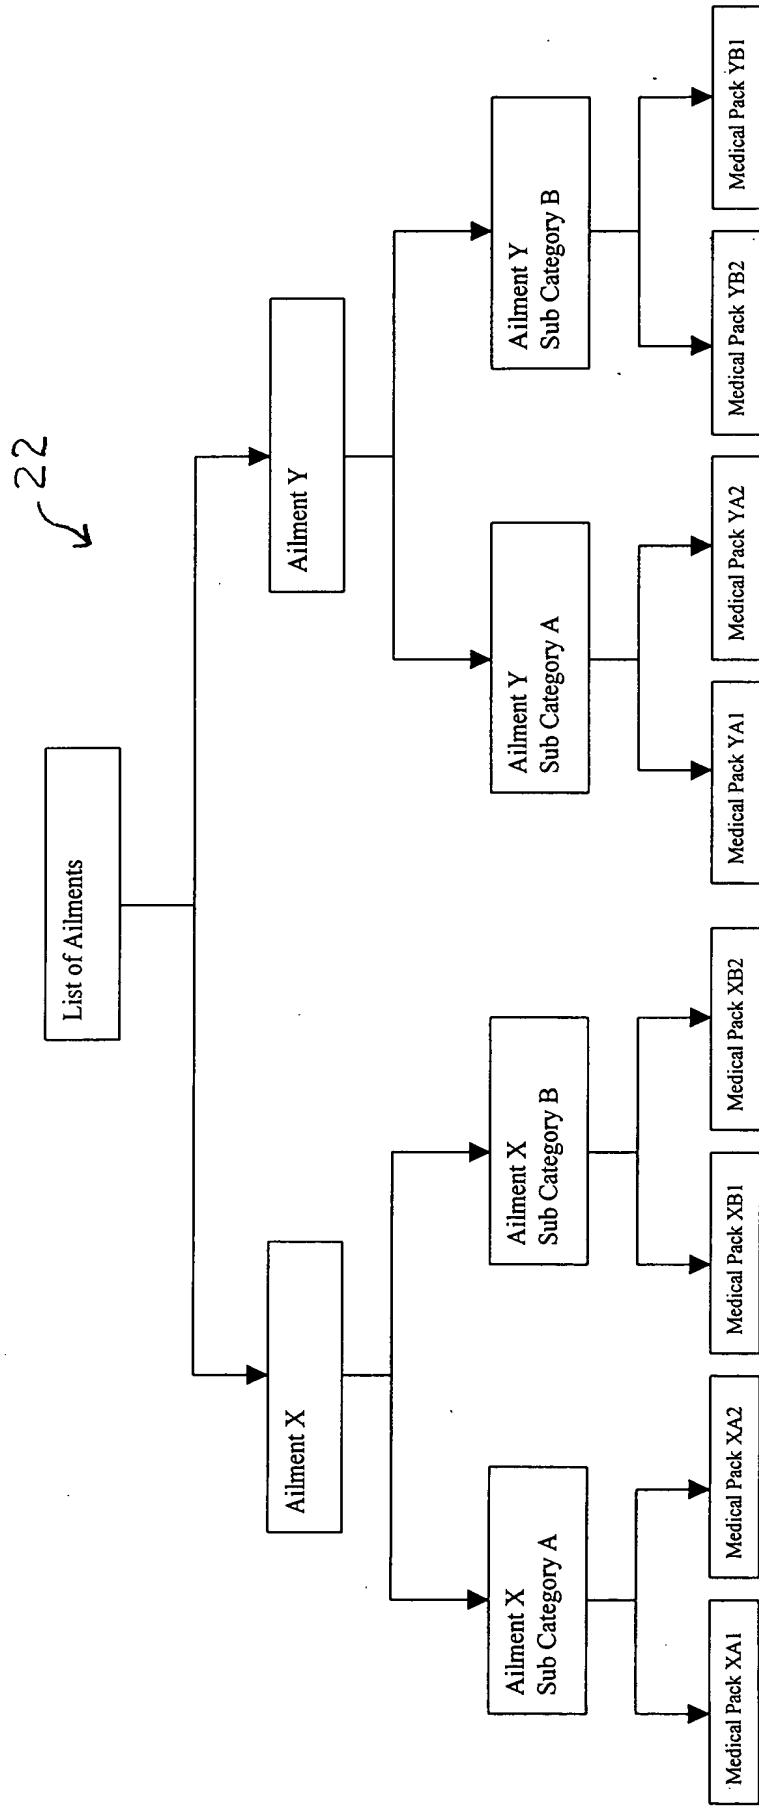 22
List of Ailments
Ailment X
Ailment Y
Ailment X
Sub Category A
Ailment X
Sub Category B
Ailment Y
Sub Category A
Ailment Y
Sub Category B
Medical Pack XA1
Medical Pack XA2
Medical Pack XB1
Medical Pack XB2
Medical Pack YA1
Medical Pack YA2
Medical Pack YB2
Medical Pack YB1